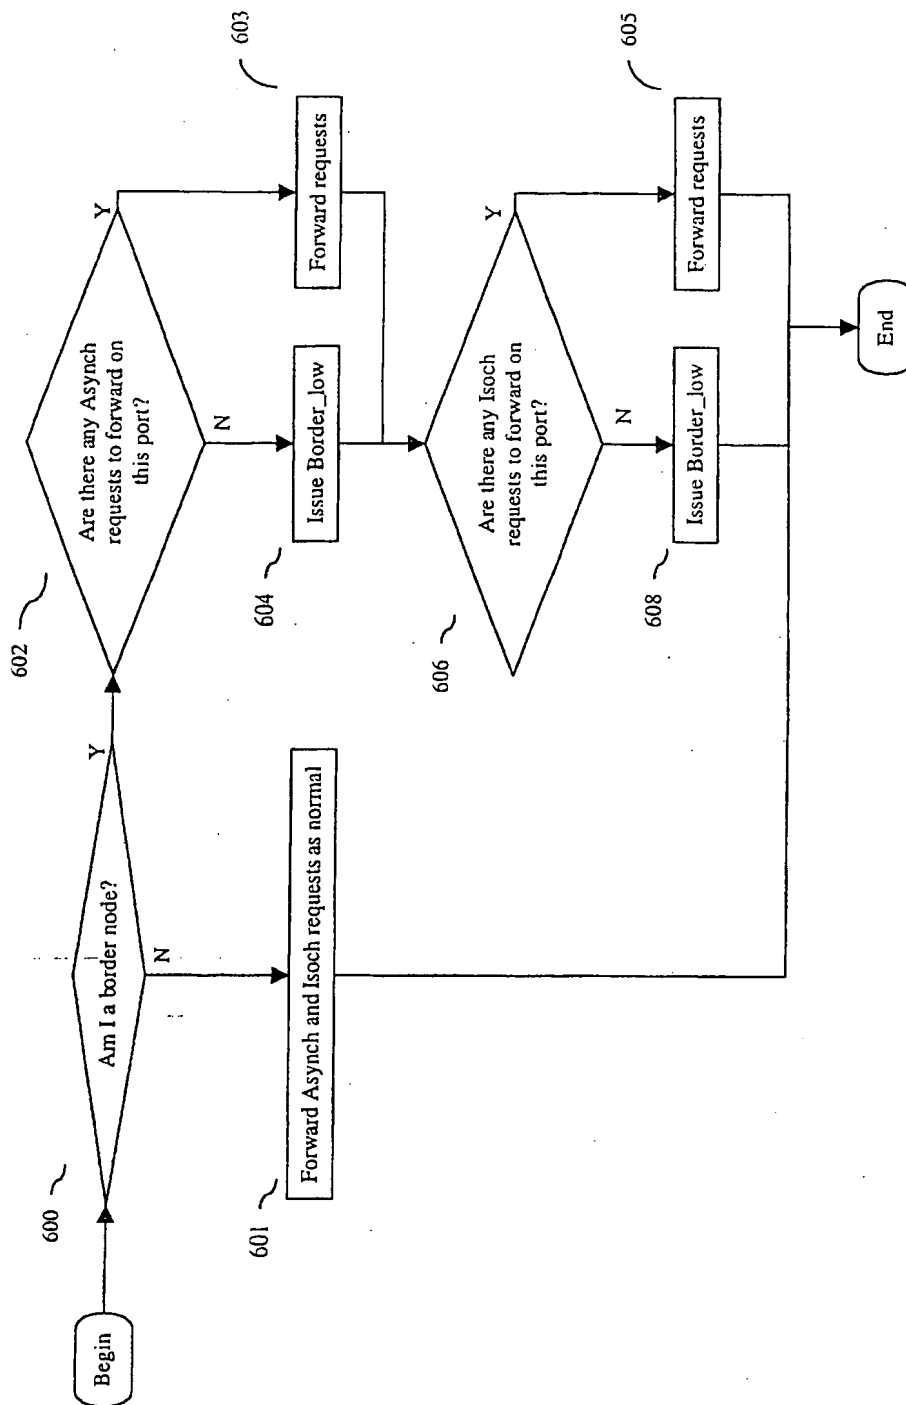 Begin
600
Am I a border node?
Y
N
601
Forward Asynch and Isoch requests as normal
602
Are there any Asynch
requests to forward on
this port?
Y
N
603
Forward requests
604
Issue Border_low
606
Are there any Isoch
requests to forward on
this port?
Y
N
605
Forward requests
608
Issue Border_low
End